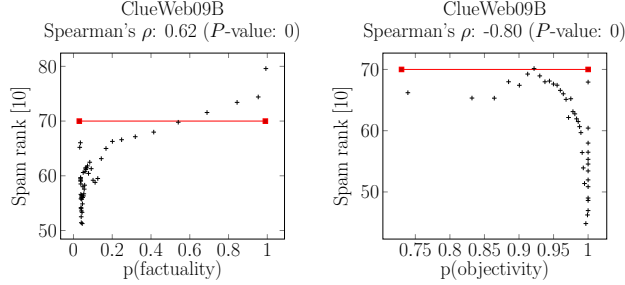 ClueWeb09B
Spearman's ρ: 0.62 (P-value: 0)
Spam rank [10]
80
70
60
50
0 0.2 0.4 0.6 0.8 1
p(factuality)
ClueWeb09B
Spearman's ρ: -0.80 (P-value: 0)
Spam rank [10]
70
60
50
0.75 0.8 0.85 0.9 0.95 1
p(objectivity)